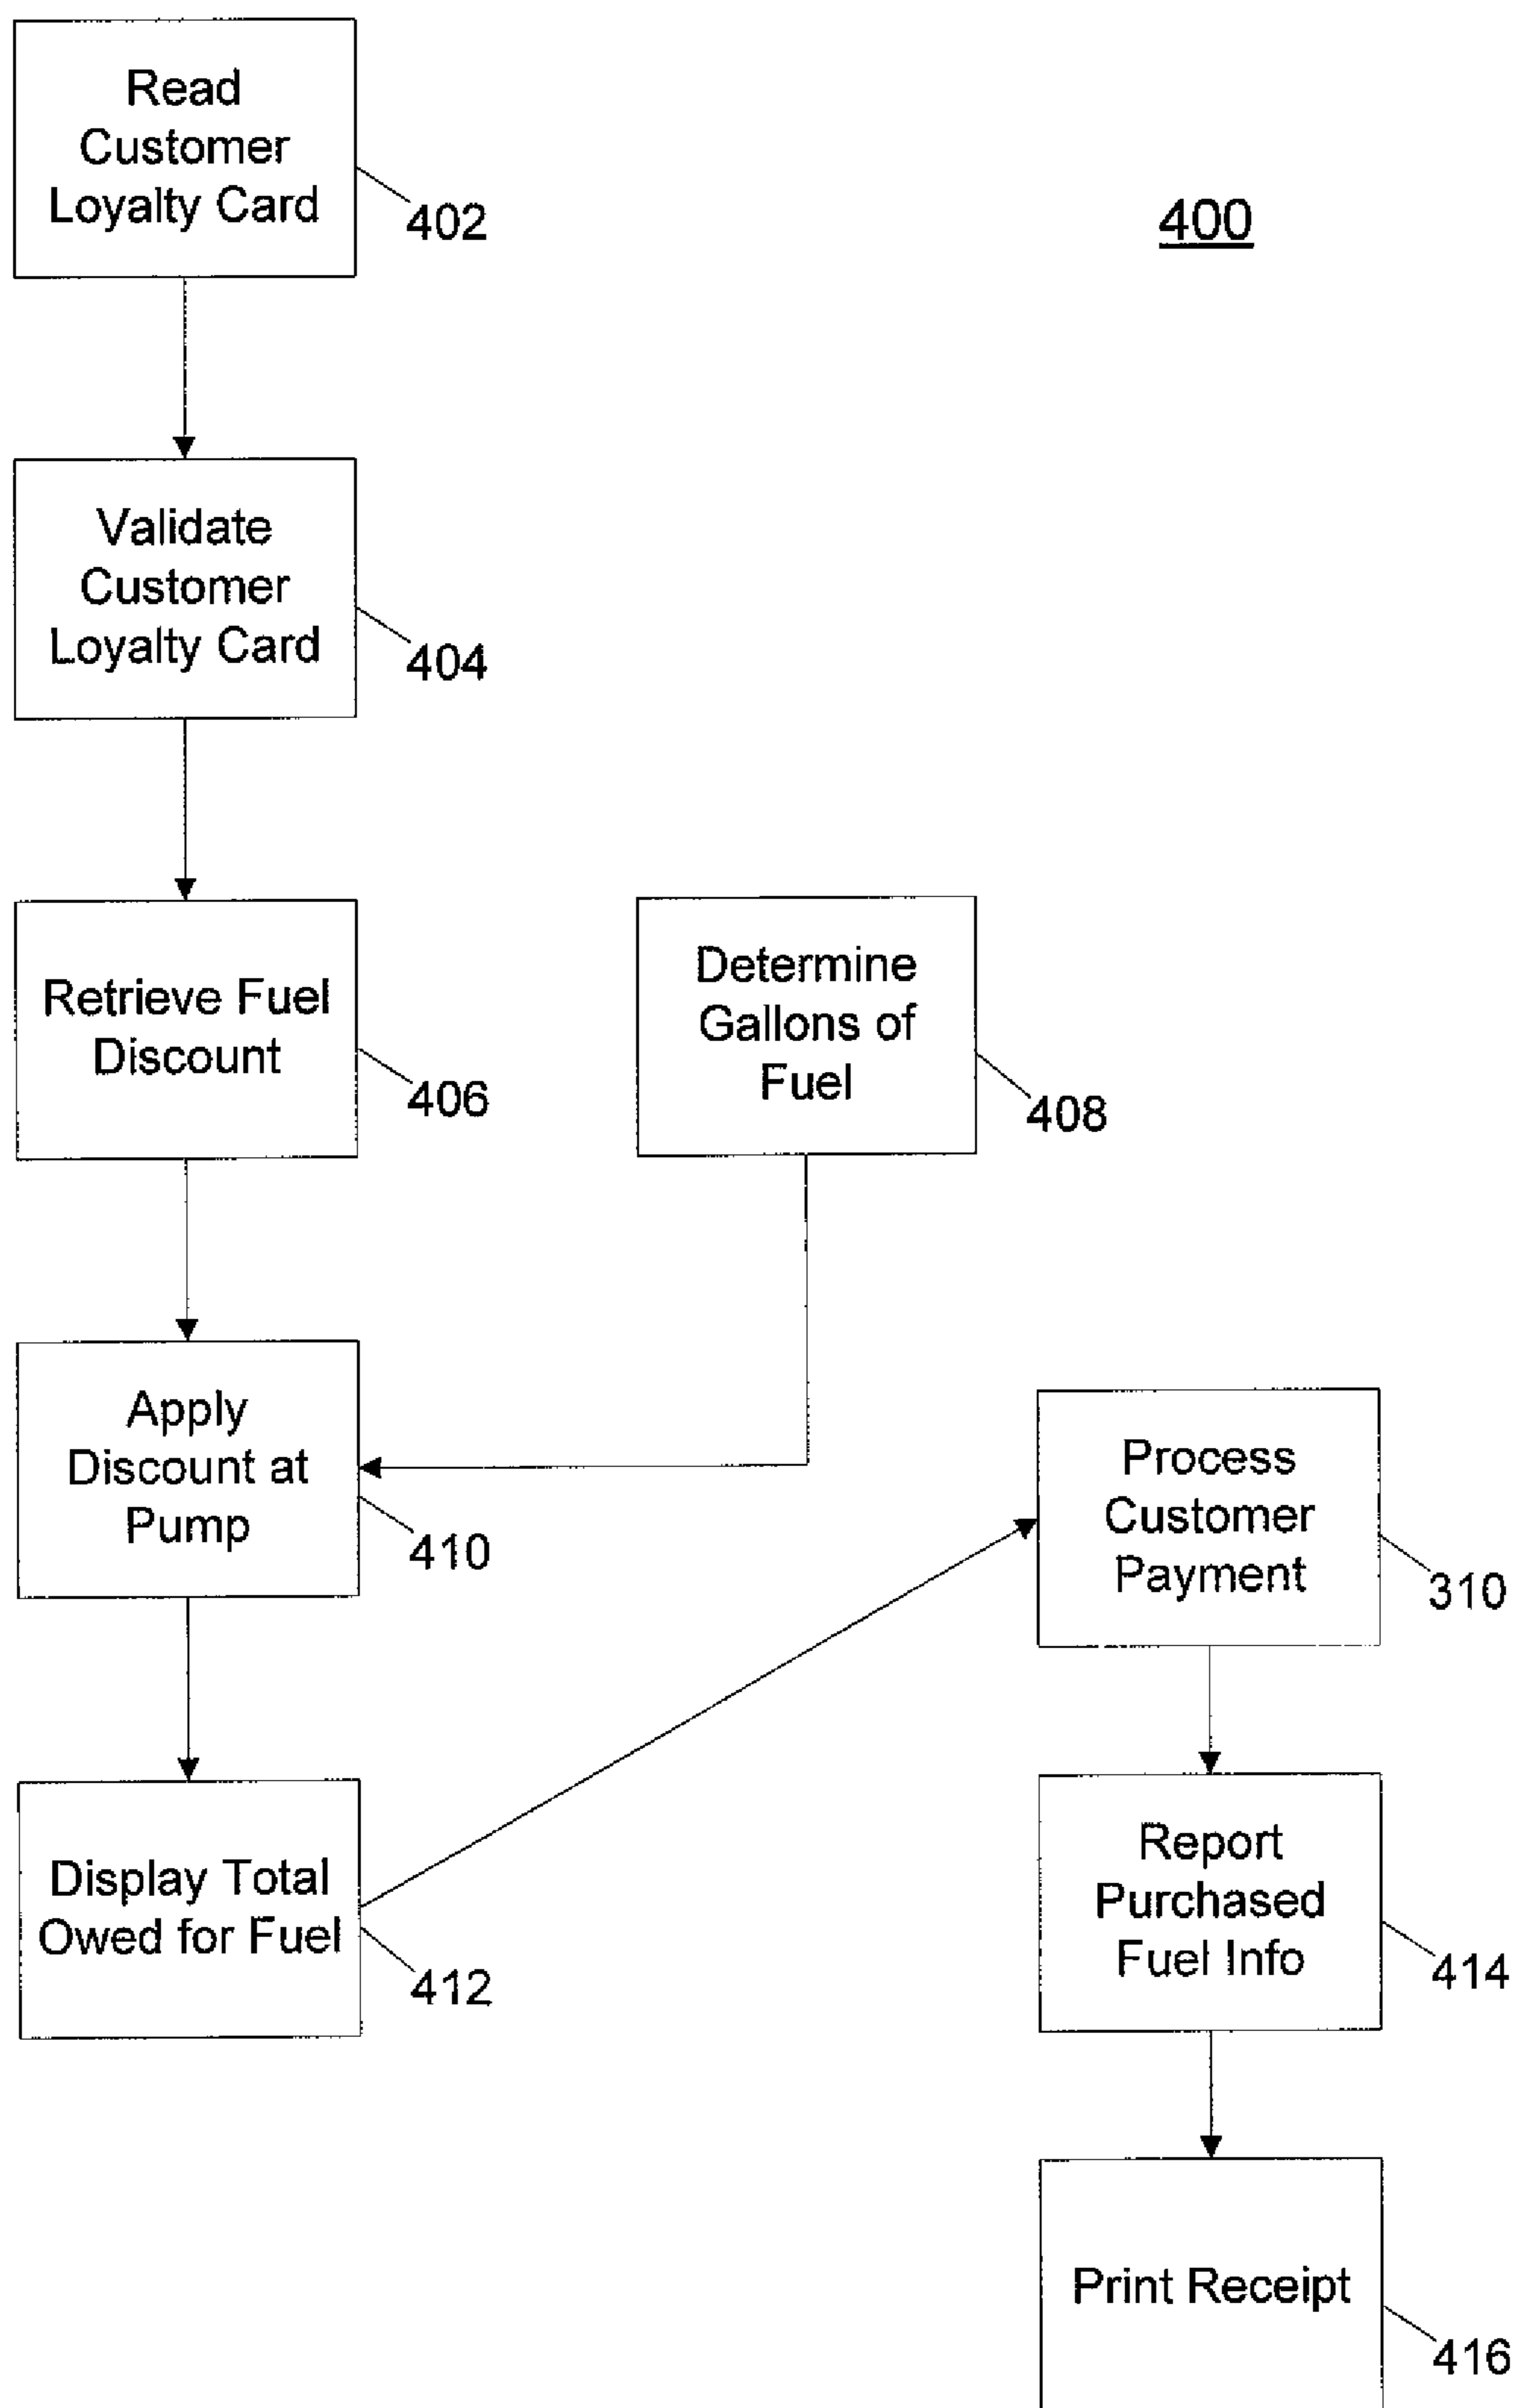 Read
Customer
Loyalty Card
402
400
Validate
Customer
Loyalty Card
404
Retrieve Fuel
Discount
406
Determine
Gallons of
Fuel
408
Apply
Discount at
Pump
410
Process
Customer
Payment
310
Display Total
Owed for Fuel
412
Report
Purchased
Fuel Info
414
Print Receipt
416